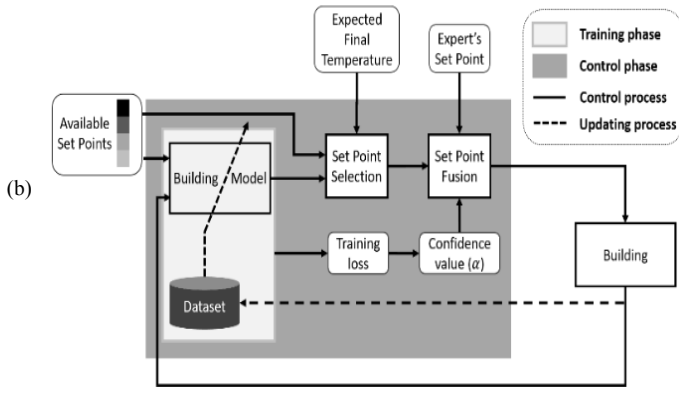 Expected
Final
Temperature
Expert's
Set Point
Training phase
Control phase
Control process
Updating process
Available
Set Points
(b)
Building Model
Set Point
Selection
Set Point
Fusion
Training
loss
Confidence
value (α)
Building
Dataset